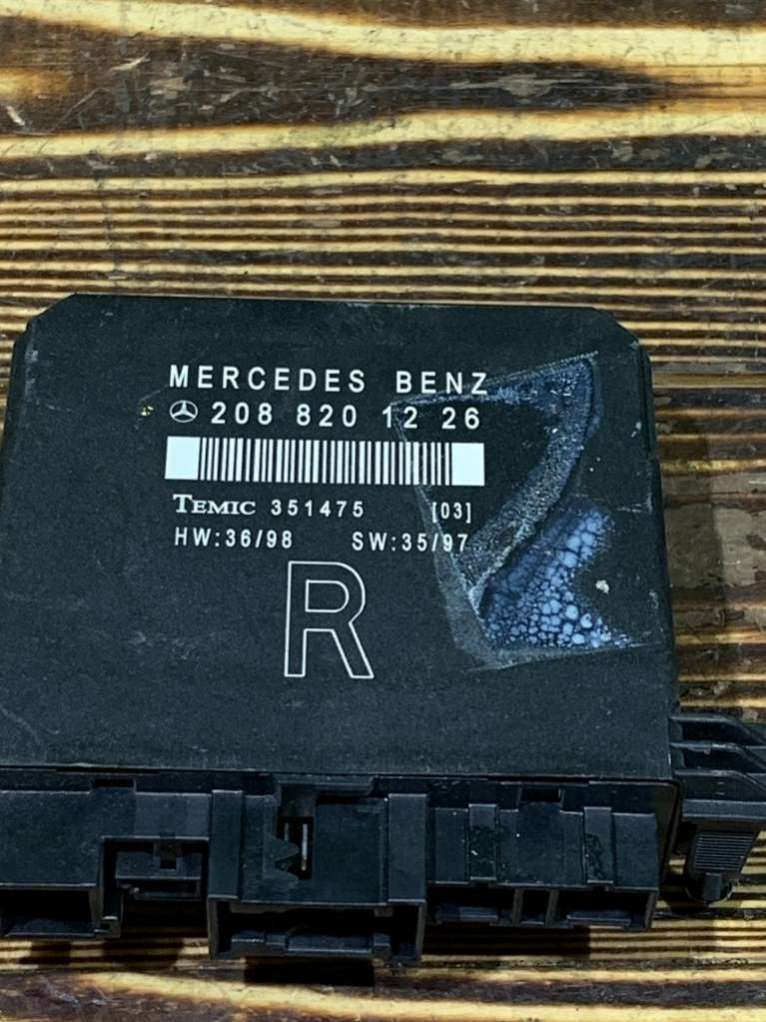 MERCEDES BENZ
208 820 12 26
TEMIC 351475 [03]
HW:36/98 SW:35/97
R